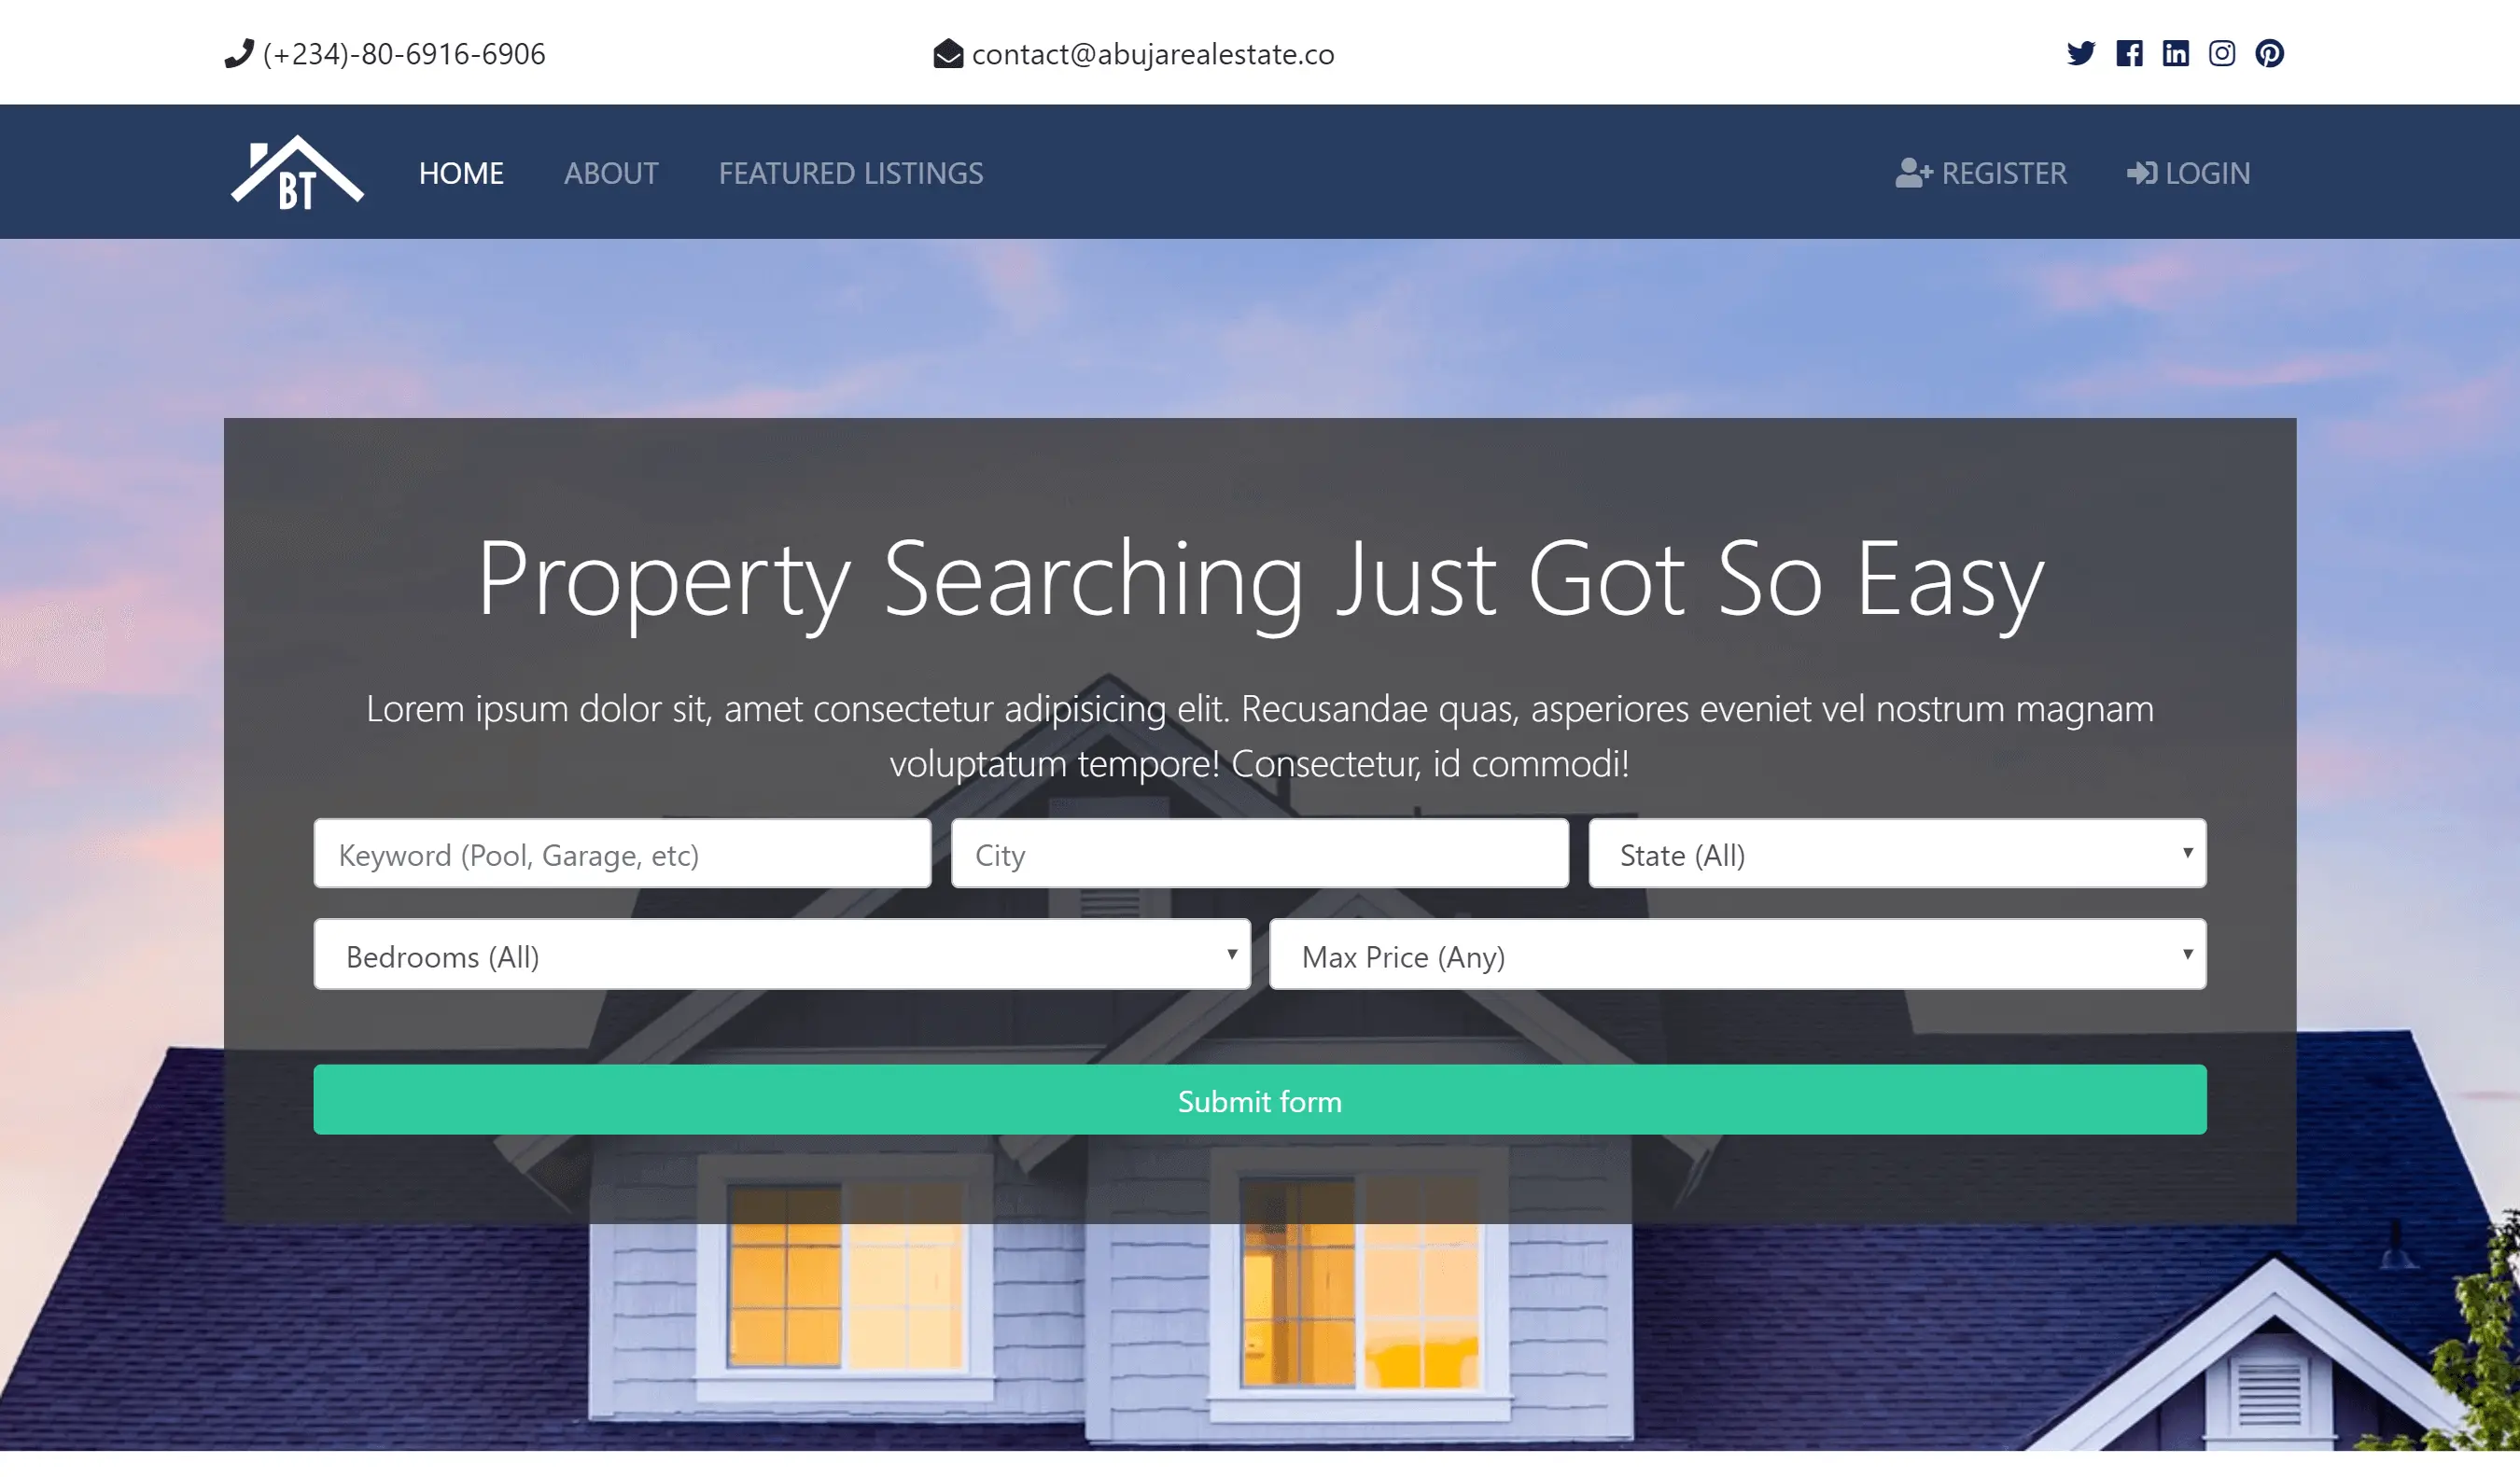 (+234)-80-6916-6906
contact@abujarealestate.co
BT
HOME
ABOUT
FEATURED LISTINGS
REGISTER
LOGIN
Property Searching Just Got So Easy
Lorem ipsum dolor sit, amet consectetur adipisicing elit. Recusandae quas, asperiores eveniet vel nostrum magnam
voluptatum tempore! Consectetur, id commodi!
Keyword (Pool, Garage, etc)
City
State (All)
Bedrooms (All)
Max Price (Any)
Submit form